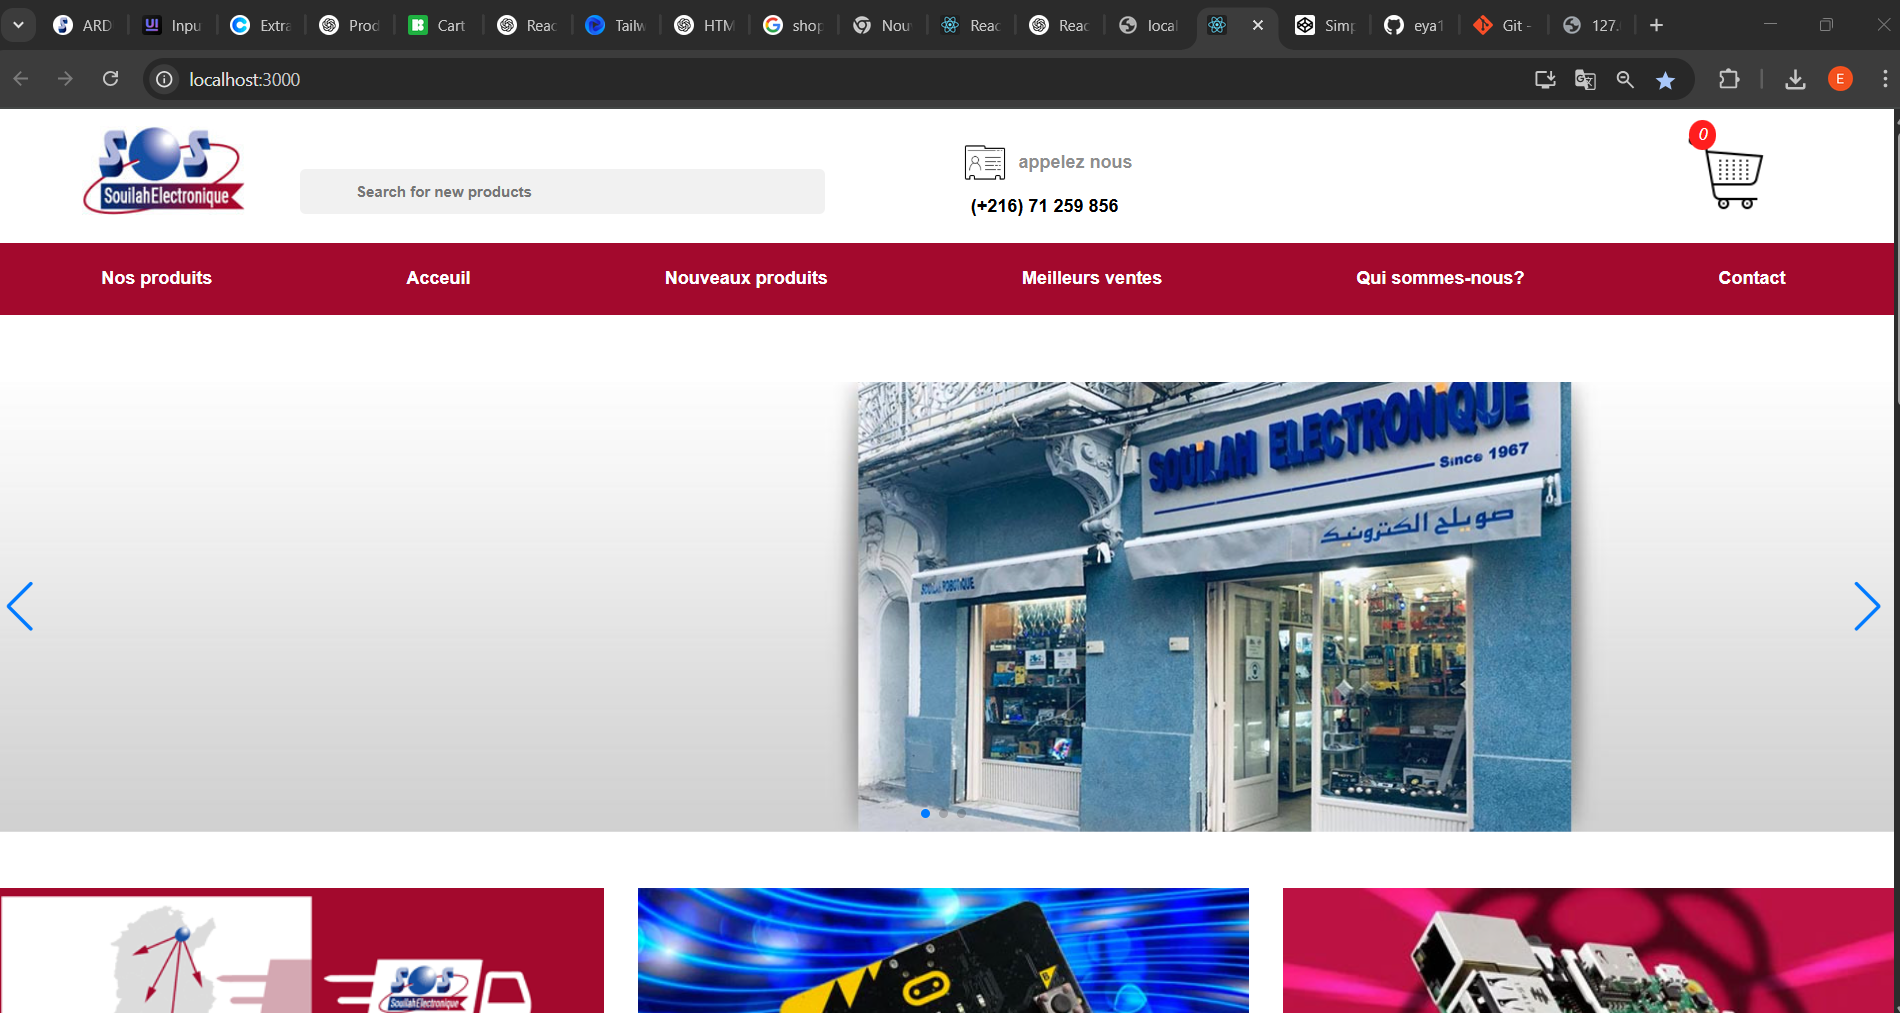 ARD
Inpu
Extra
Prod
Cart
Reac
Tailw
HTM
shop
Nou
Reac
Reac
local
Simp
eya1
Git -
127.
localhost:3000
E
SOS
SouilahElectronique
Search for new products
appelez nous
(+216) 71 259 856
0
Nos produits
Acceuil
Nouveaux produits
Meilleurs ventes
Qui sommes-nous?
Contact
SOUILAH ELECTRONIQUE
Since 1967
صويلح الكترونيك
SOUILAH ROBOTIQUE
SOS
SouilahElectronique
B